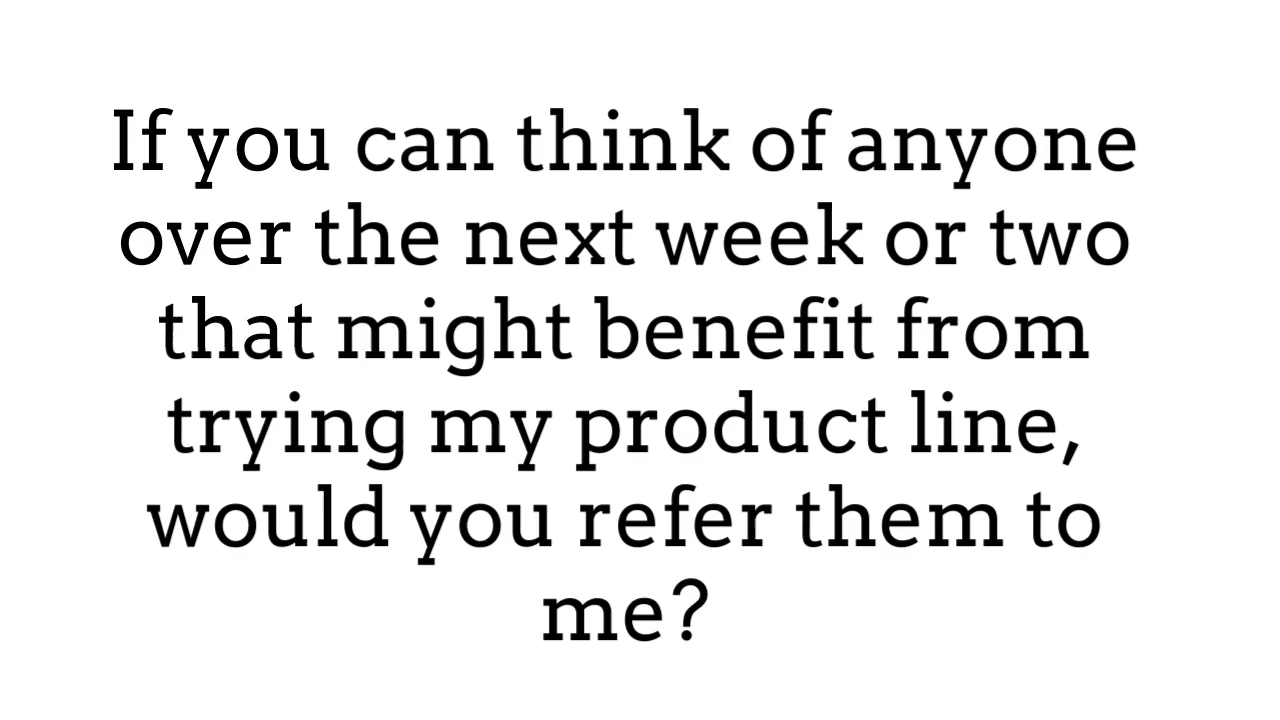 If you can think of anyone
over the next week or two
that might benefit from
trying my product line,
would you refer them to
me?